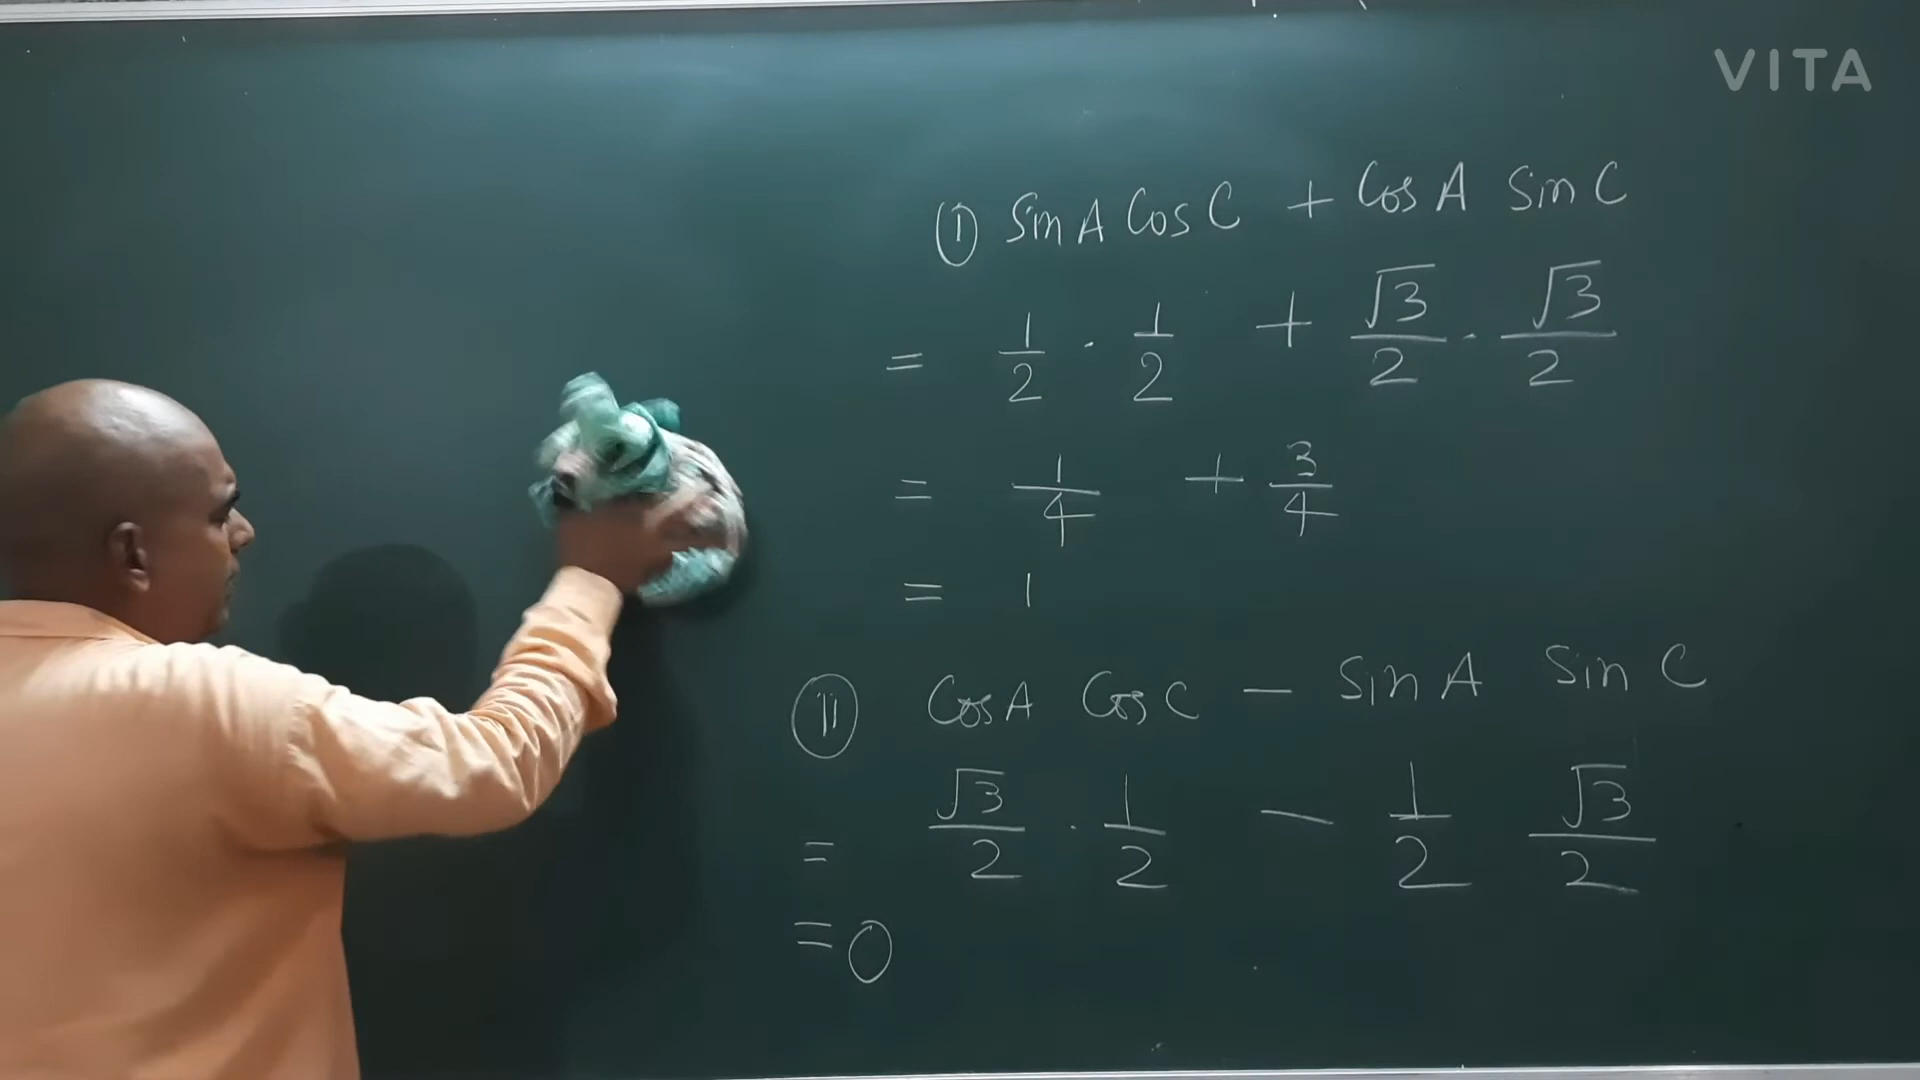 VITA
① Sin A Cos C + Cos A Sin C
= 1/2 · 1/2 + √3/2 · √3/2
= 1/4 + 3/4
= 1
Ⓘ Cos A Cos C − Sin A Sin C
= √3/2 · 1/2 − 1/2 √3/2
= 0